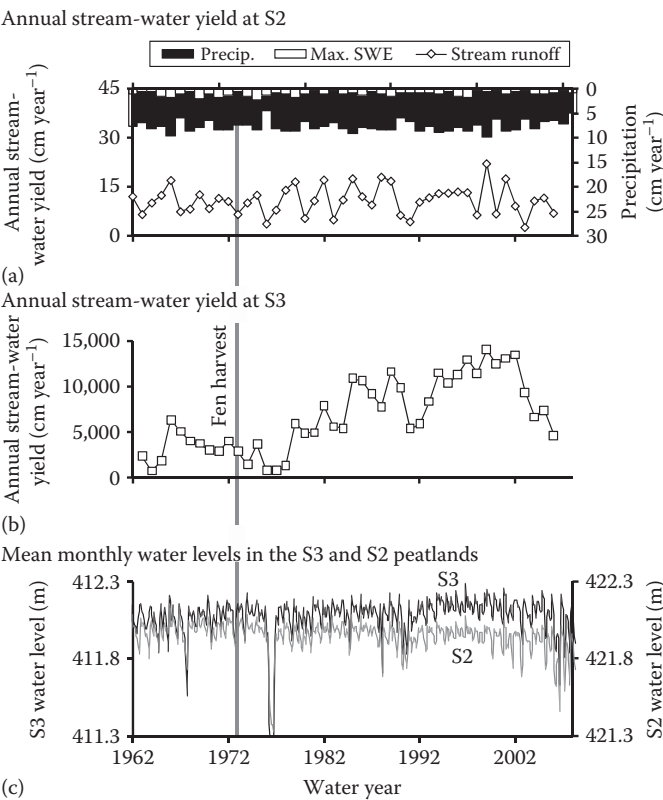 Annual stream-water yield at S2
Precip.
Max. SWE
Stream runoff
Annual stream-
water yield (cm year⁻¹)
45
30
15
0
0
5
10
15
20
25
30
Precipitation
(cm year⁻¹)
(a)
Annual stream-water yield at S3
Annual stream-water
yield (cm year⁻¹)
15,000
10,000
5,000
0
Fen harvest
(b)
Mean monthly water levels in the S3 and S2 peatlands
S3 water level (m)
412.3
411.8
411.3
S3
S2
422.3
421.8
421.3
S2 water level (m)
1962
1972
1982
1992
2002
(c)
Water year